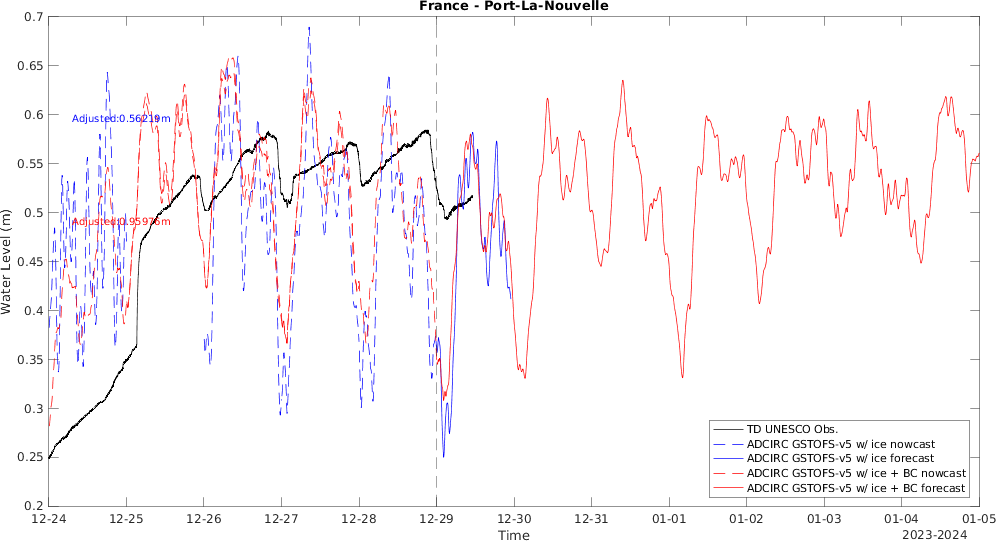 France - Port-La-Nouvelle
Water Level (m)
0.7
0.65
0.6
0.55
0.5
0.45
0.4
0.35
0.3
0.25
0.2
Adjusted:0.56219m
Adjusted:0.95976m
TD UNESCO Obs.
ADCIRC GSTOFS-v5 w/ ice nowcast
ADCIRC GSTOFS-v5 w/ ice forecast
ADCIRC GSTOFS-v5 w/ ice + BC nowcast
ADCIRC GSTOFS-v5 w/ ice + BC forecast
12-24 12-25 12-26 12-27 12-28 12-29 12-30 12-31 01-01 01-02 01-03 01-04 01-05
Time
2023-2024